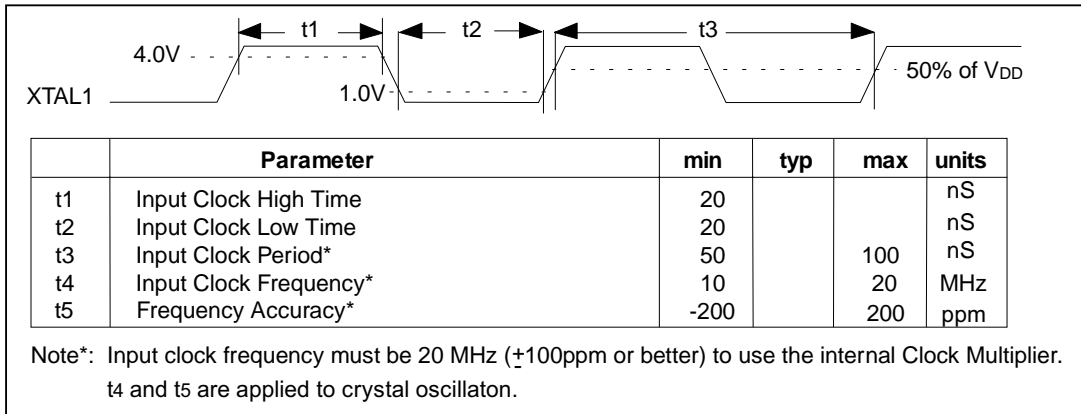 t1 t2 t3
4.0V
50% of VDD
XTAL1 1.0V
Parameter min typ max units
t1 Input Clock High Time 20 nS
t2 Input Clock Low Time 20 nS
t3 Input Clock Period* 50 100 nS
t4 Input Clock Frequency* 10 20 MHz
t5 Frequency Accuracy* -200 200 ppm
Note*: Input clock frequency must be 20 MHz (±100ppm or better) to use the internal Clock Multiplier.
t4 and t5 are applied to crystal oscillaton.